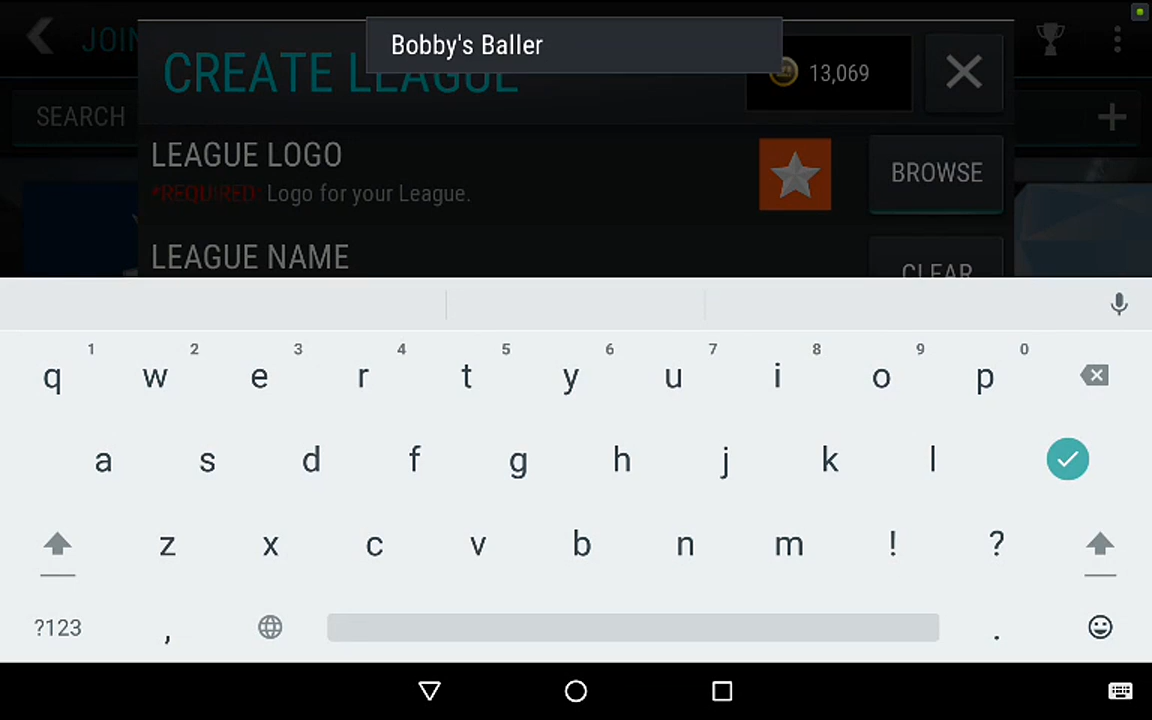 Bobby's Baller
JOIN
CREATE LEAGUE
13,069
SEARCH
LEAGUE LOGO
*REQUIRED: Logo for your League.
BROWSE
LEAGUE NAME
CLEAR
1 2 3 4 5 6 7 8 9 0
q w e r t y u i o p
a s d f g h j k l
z x c v b n m ! ?
?123 , .